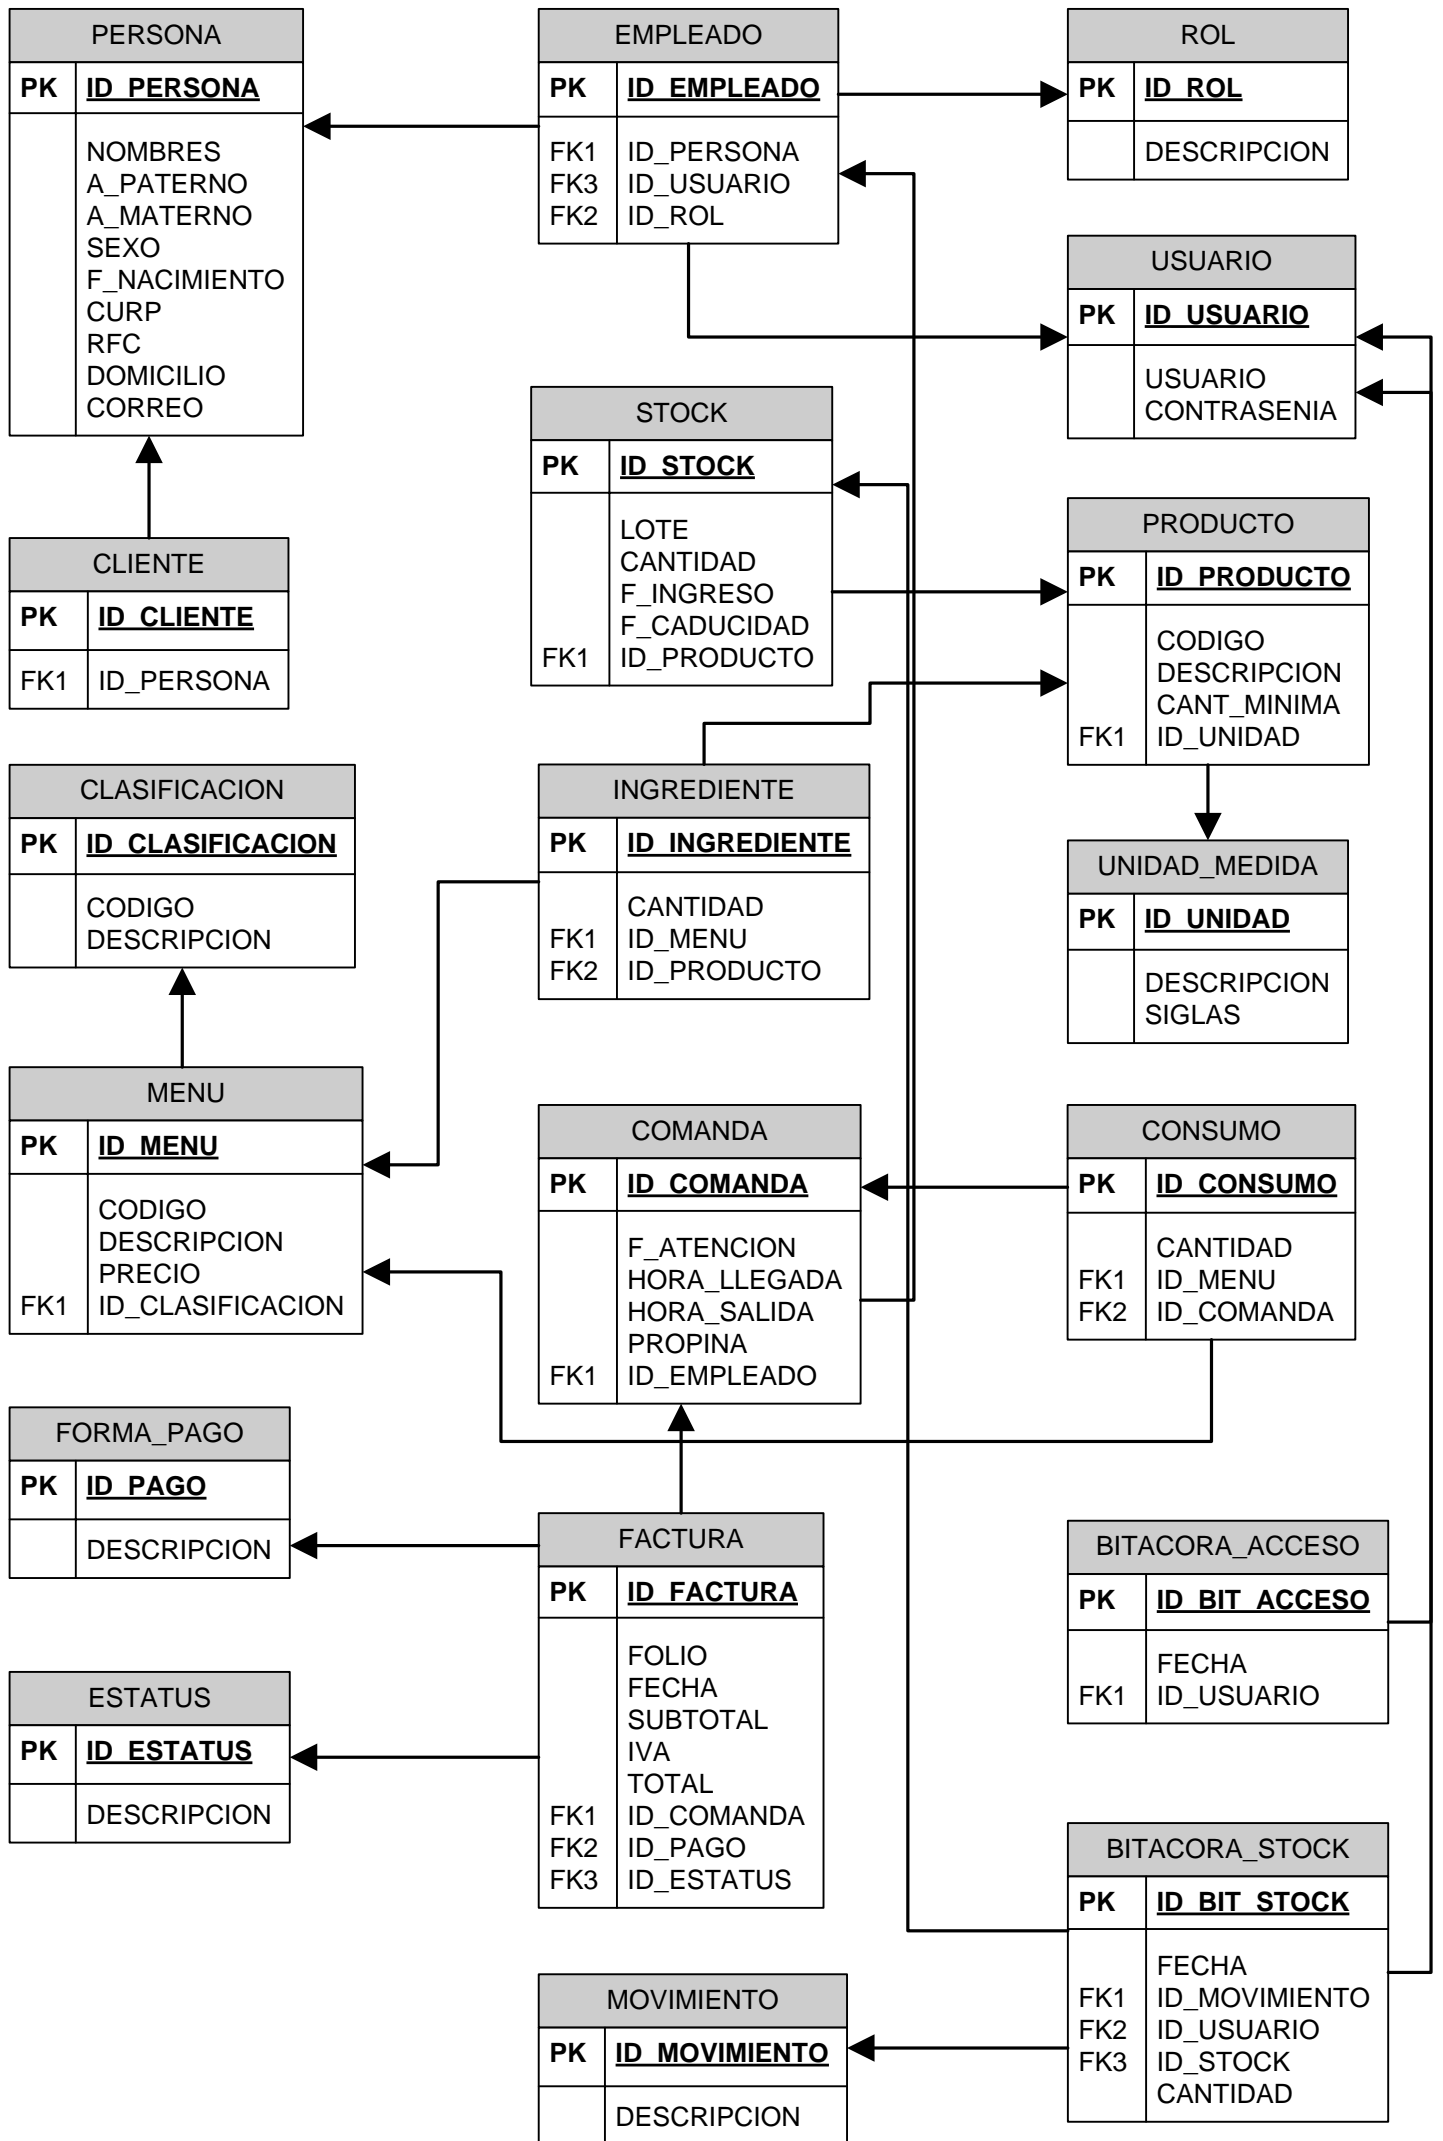 PERSONA
PK ID_PERSONA
NOMBRES
A_PATERNO
A_MATERNO
SEXO
F_NACIMIENTO
CURP
RFC
DOMICILIO
CORREO
EMPLEADO
PK ID_EMPLEADO
FK1 ID_PERSONA
FK3 ID_USUARIO
FK2 ID_ROL
ROL
PK ID_ROL
DESCRIPCION
USUARIO
PK ID_USUARIO
USUARIO
CONTRASENIA
STOCK
PK ID_STOCK
LOTE
CANTIDAD
F_INGRESO
F_CADUCIDAD
FK1 ID_PRODUCTO
PRODUCTO
PK ID_PRODUCTO
CODIGO
DESCRIPCION
CANT_MINIMA
FK1 ID_UNIDAD
CLIENTE
PK ID_CLIENTE
FK1 ID_PERSONA
CLASIFICACION
PK ID_CLASIFICACION
CODIGO
DESCRIPCION
INGREDIENTE
PK ID_INGREDIENTE
CANTIDAD
FK1 ID_MENU
FK2 ID_PRODUCTO
UNIDAD_MEDIDA
PK ID_UNIDAD
DESCRIPCION
SIGLAS
MENU
PK ID_MENU
CODIGO
DESCRIPCION
PRECIO
FK1 ID_CLASIFICACION
COMANDA
PK ID_COMANDA
F_ATENCION
HORA_LLEGADA
HORA_SALIDA
PROPINA
FK1 ID_EMPLEADO
CONSUMO
PK ID_CONSUMO
CANTIDAD
FK1 ID_MENU
FK2 ID_COMANDA
FORMA_PAGO
PK ID_PAGO
DESCRIPCION
FACTURA
PK ID_FACTURA
FOLIO
FECHA
SUBTOTAL
IVA
TOTAL
FK1 ID_COMANDA
FK2 ID_PAGO
FK3 ID_ESTATUS
BITACORA_ACCESO
PK ID_BIT_ACCESO
FECHA
FK1 ID_USUARIO
ESTATUS
PK ID_ESTATUS
DESCRIPCION
BITACORA_STOCK
PK ID_BIT_STOCK
FECHA
FK1 ID_MOVIMIENTO
FK2 ID_USUARIO
FK3 ID_STOCK
CANTIDAD
MOVIMIENTO
PK ID_MOVIMIENTO
DESCRIPCION